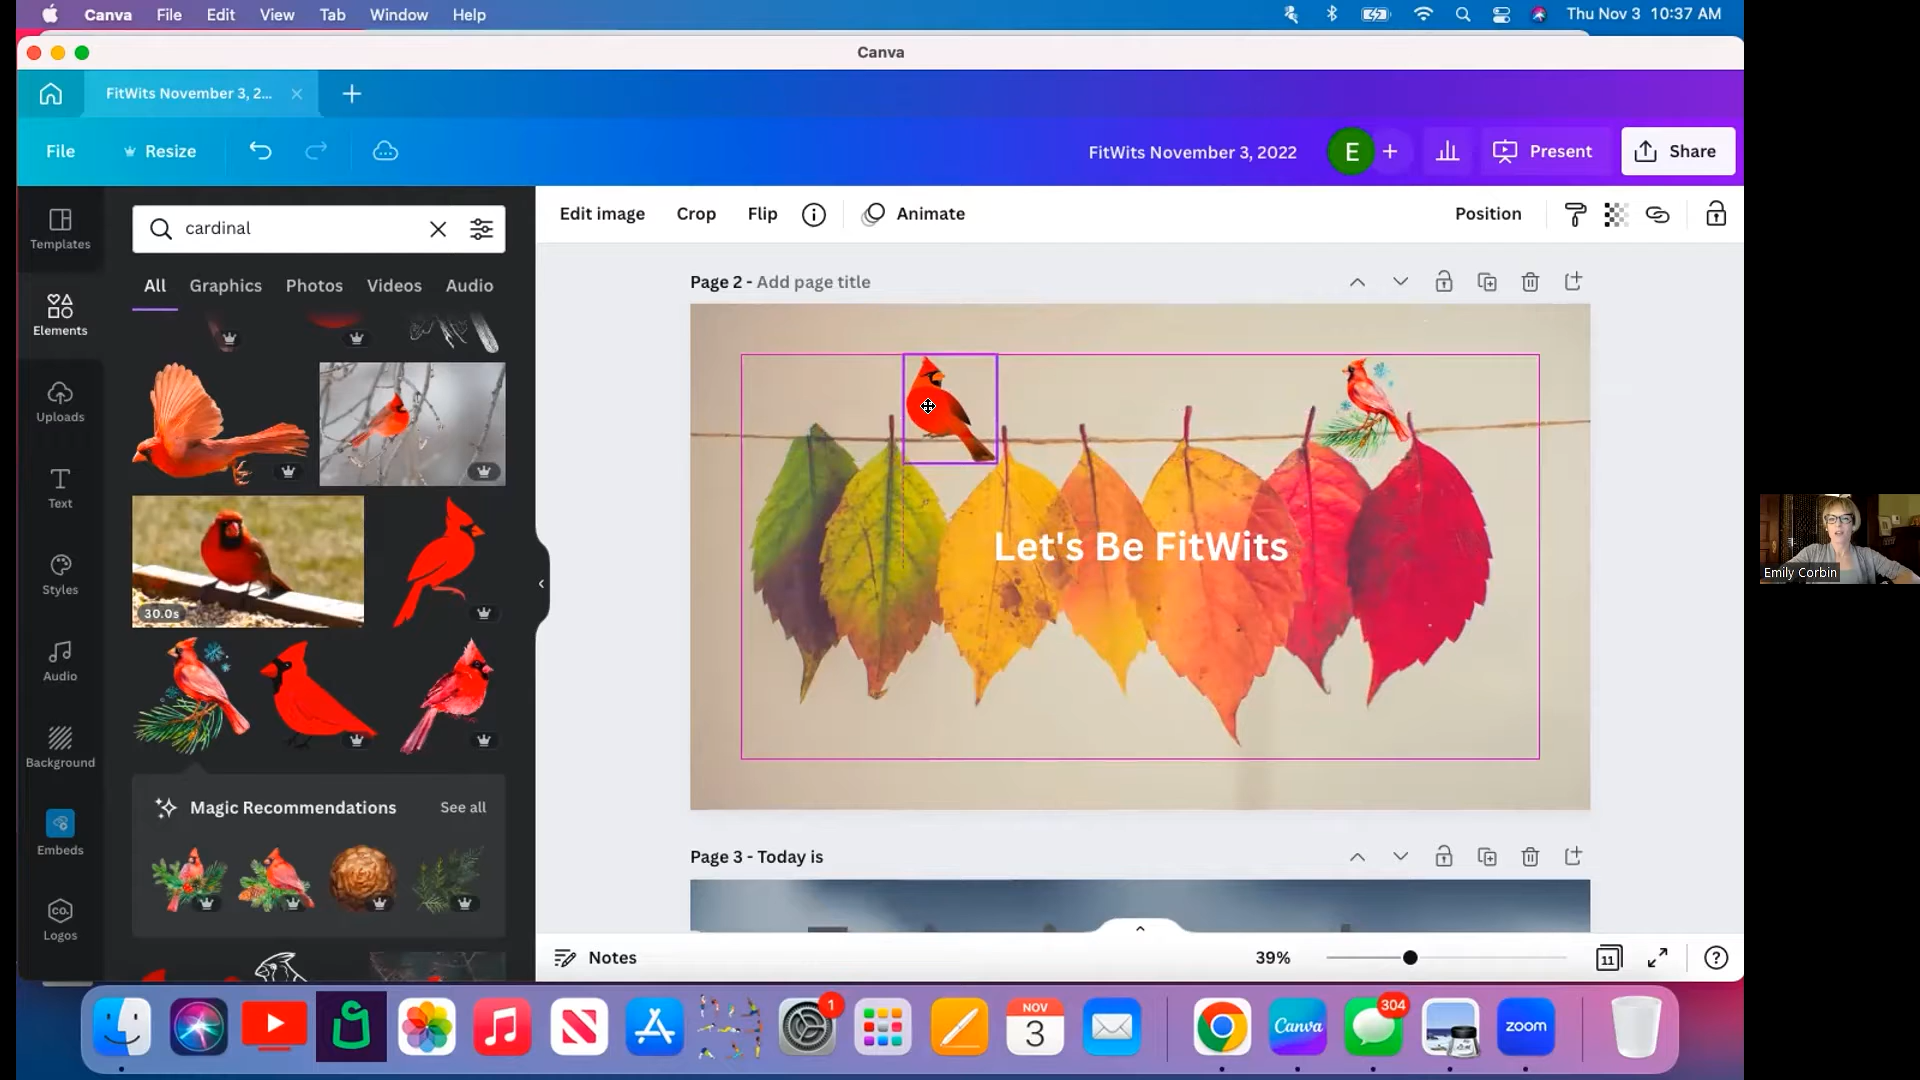 Canva File Edit View Tab Window Help Thu Nov 3 10:37 AM
Canva
FitWits November 3, 2...
File Resize FitWits November 3, 2022 E Present Share
Templates
Elements
Uploads
Text
Styles
Audio
Background
Embeds
CO.
Logos
cardinal
All Graphics Photos Videos Audio
30.0s
Magic Recommendations See all
Edit image Crop Flip Animate Position
Page 2 - Add page title
Let's Be FitWits
Page 3 - Today is
Notes 39% 11
Emily Corbin
1
NOV
3
Canva
304
zoom